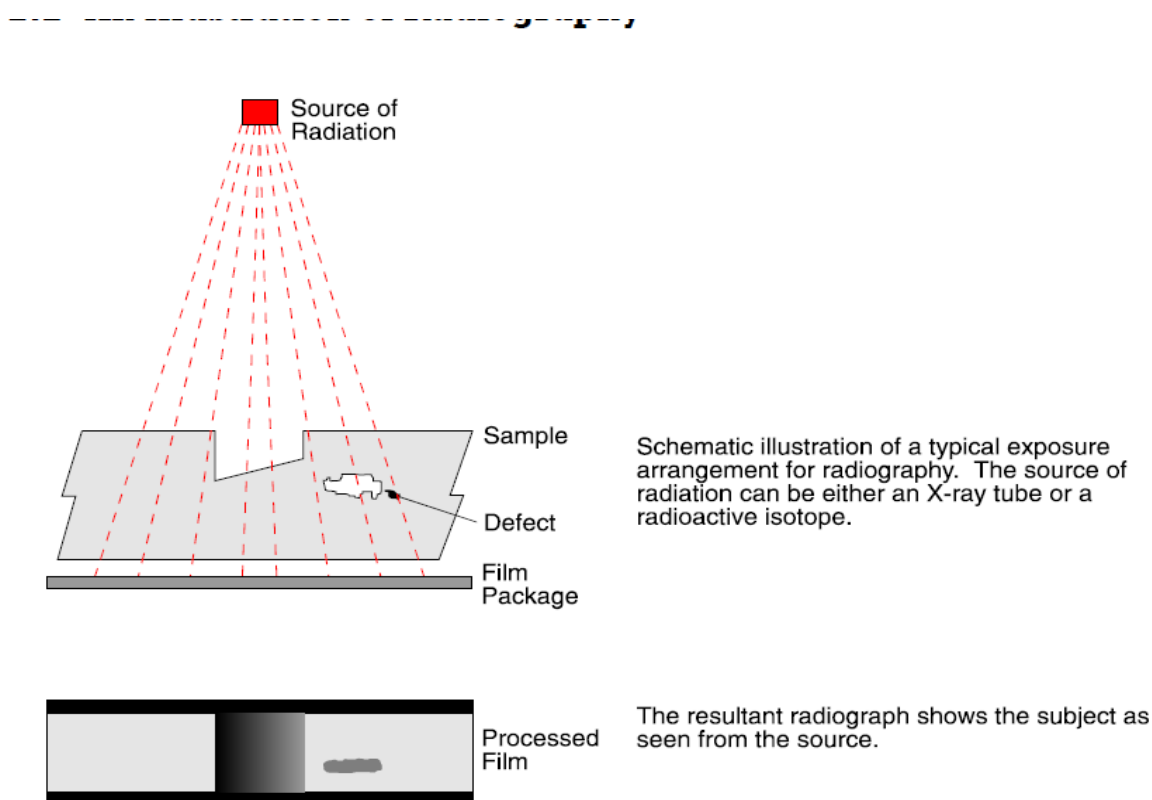 Source of
Radiation
Sample
Defect
Film
Package
Schematic illustration of a typical exposure
arrangement for radiography.  The source of
radiation can be either an X-ray tube or a
radioactive isotope.
Processed
Film
The resultant radiograph shows the subject as
seen from the source.